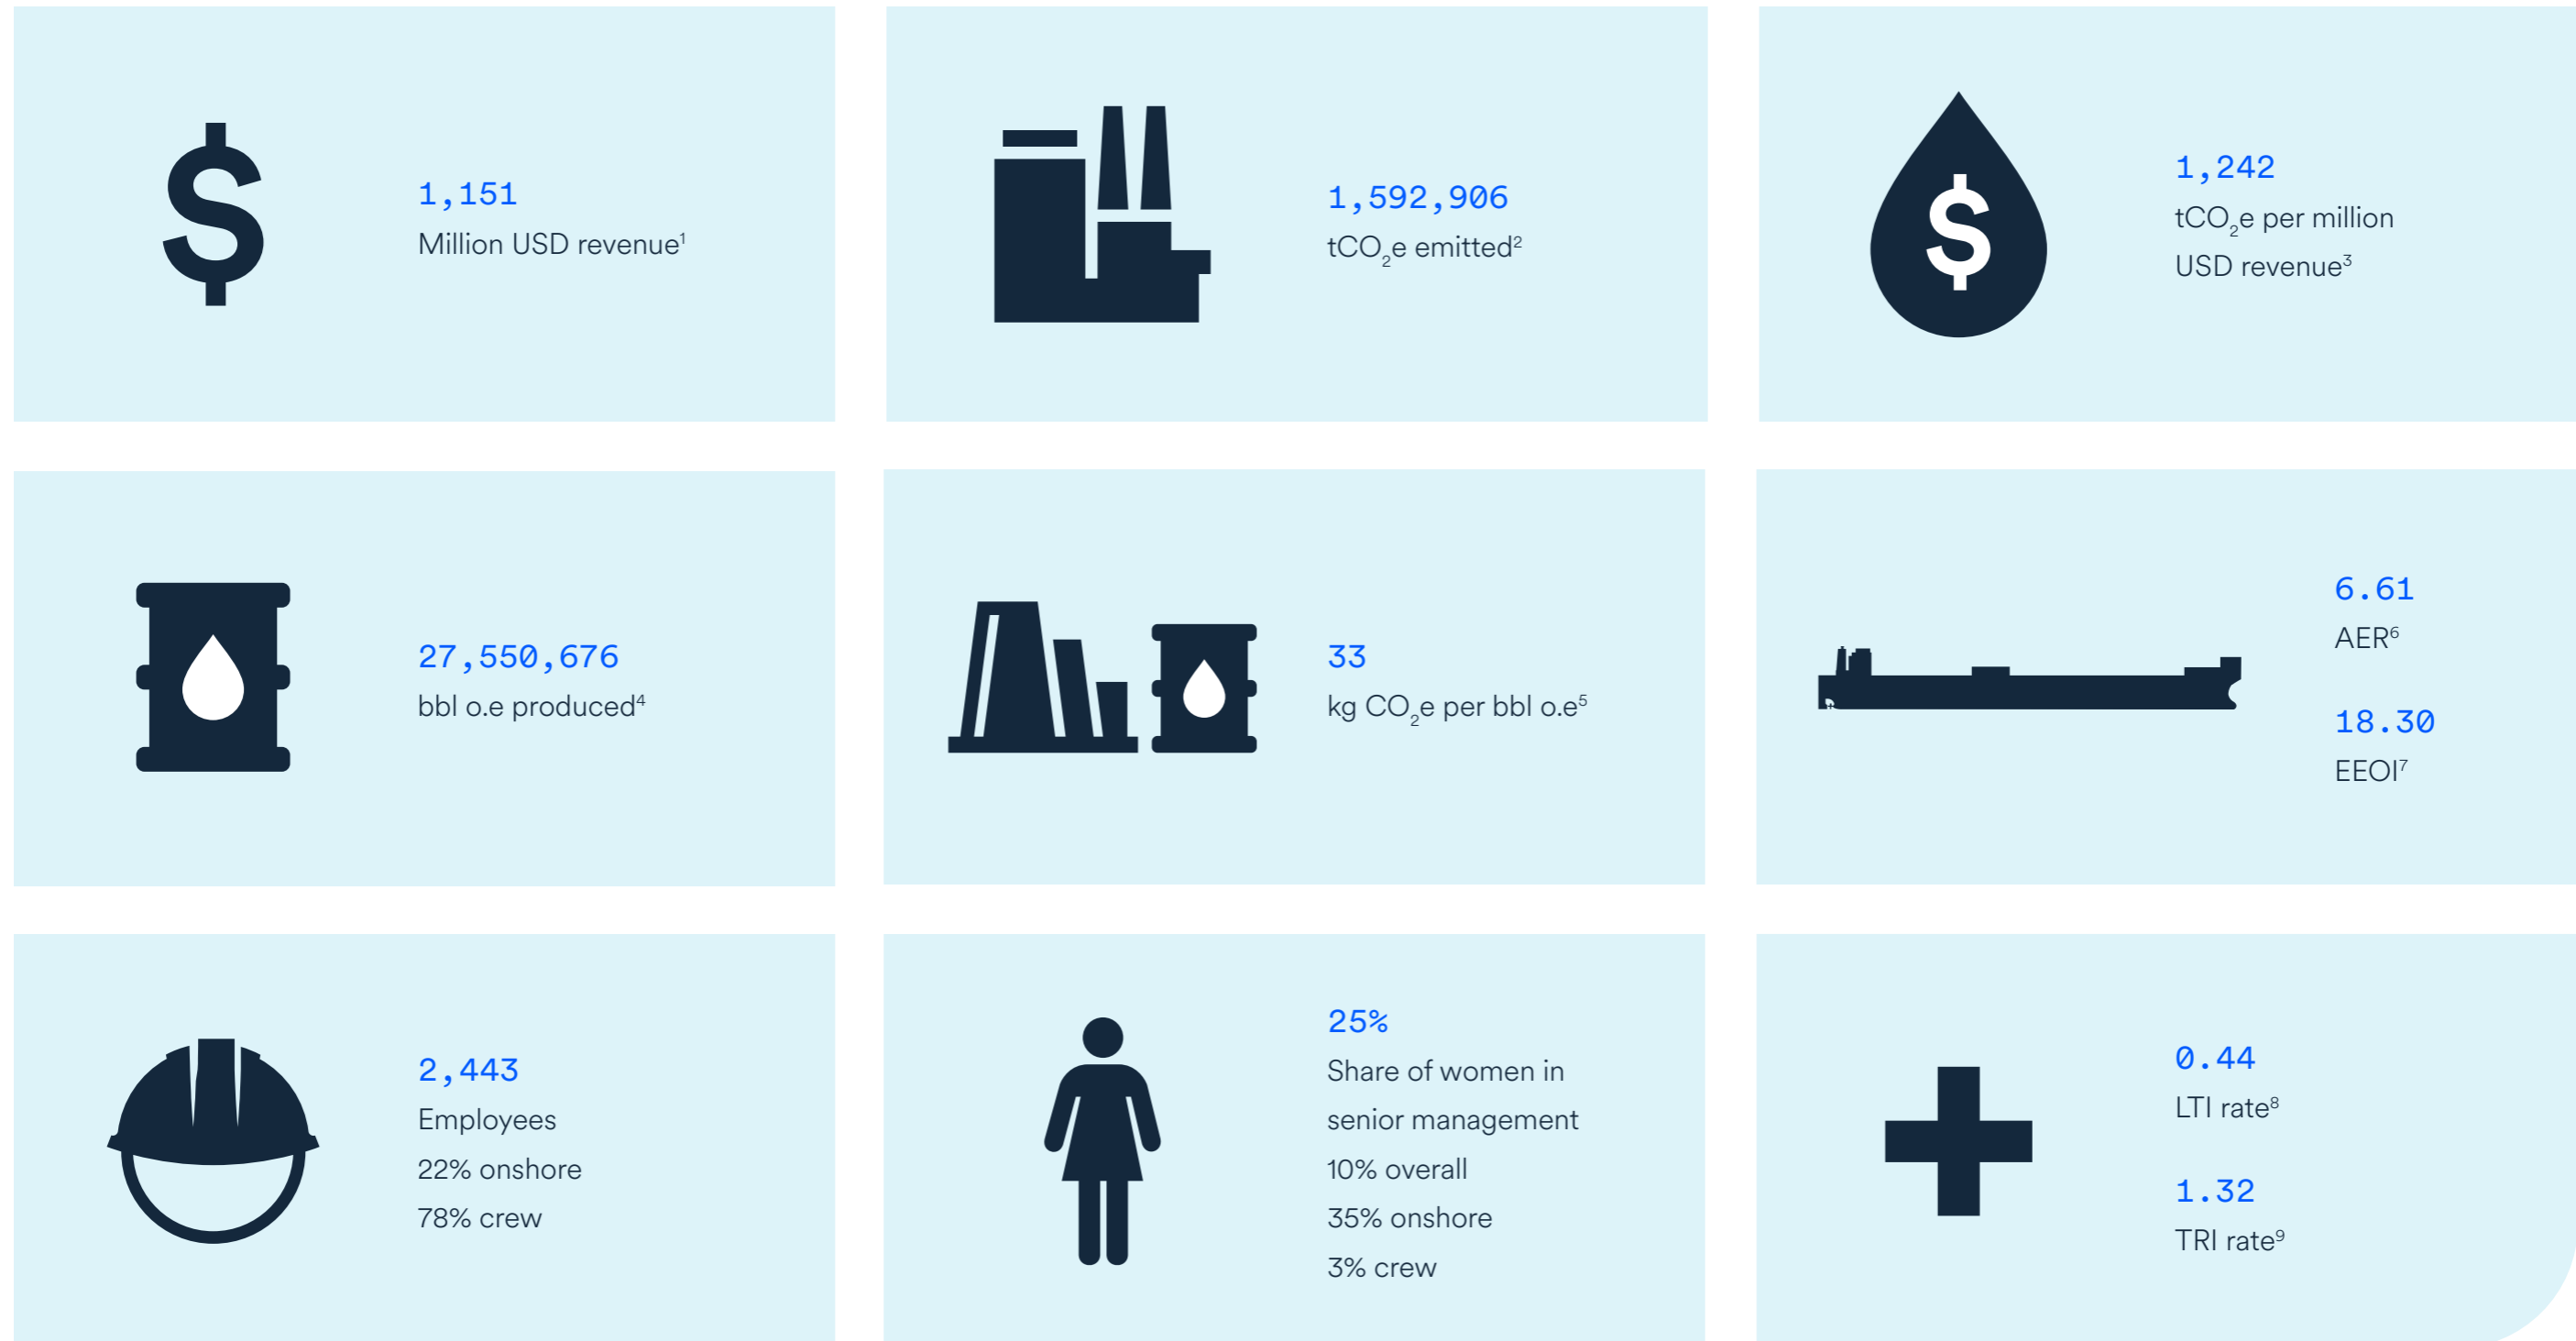 1,151
Million USD revenue¹
1,592,906
tCO₂e emitted²
1,242
tCO₂e per million
USD revenue³
27,550,676
bbl o.e produced⁴
33
kg CO₂e per bbl o.e⁵
6.61
AER⁶
18.30
EEOI⁷
2,443
Employees
22% onshore
78% crew
25%
Share of women in
senior management
10% overall
35% onshore
3% crew
0.44
LTI rate⁸
1.32
TRI rate⁹